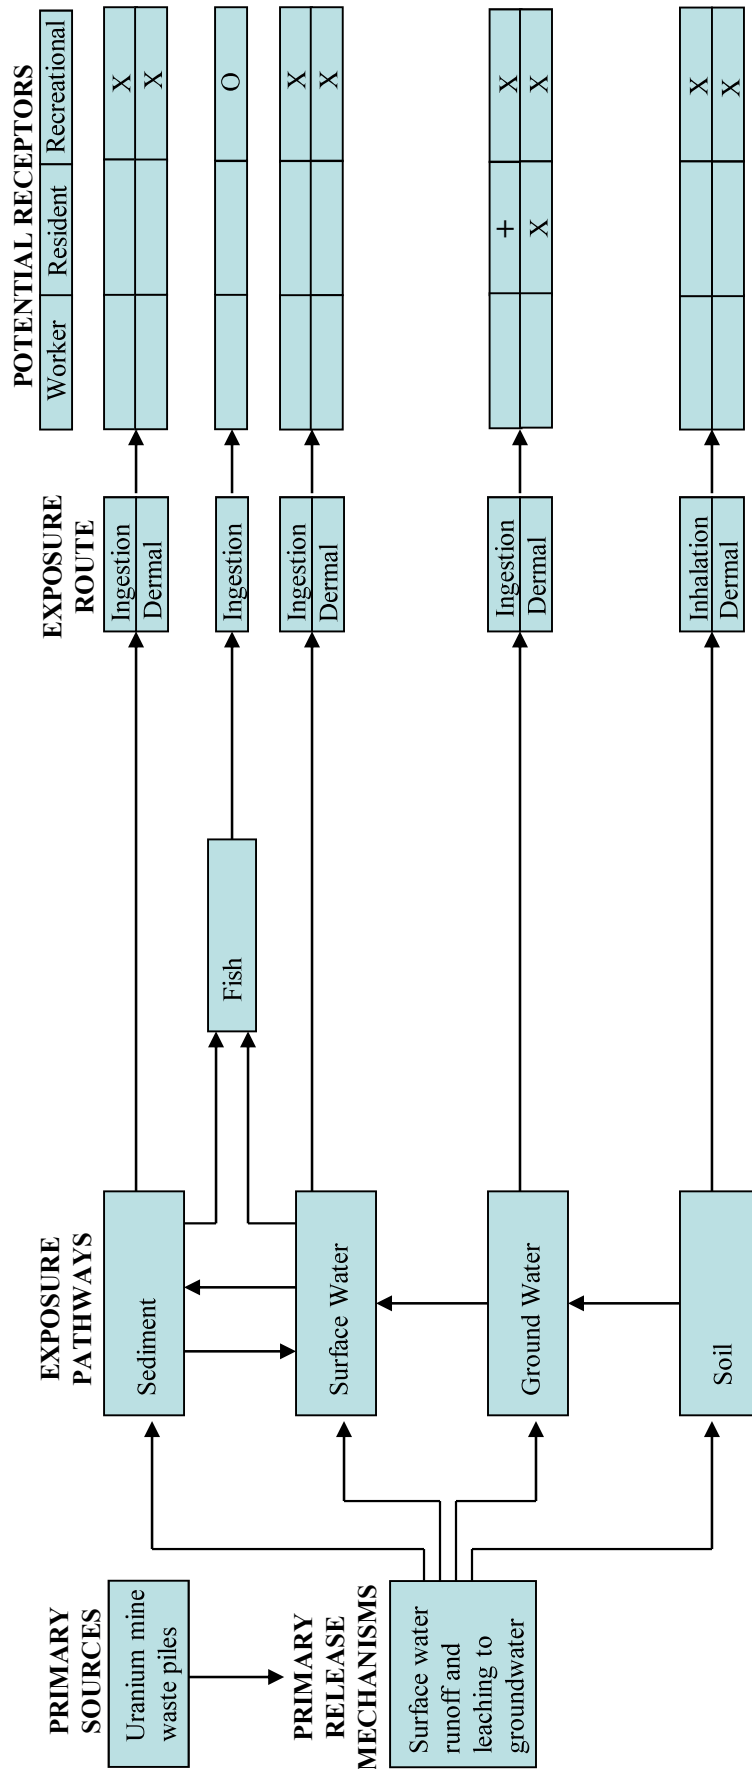 PRIMARY
SOURCES
Uranium mine
waste piles
PRIMARY
RELEASE
MECHANISMS
Surface water
runoff and
leaching to
groundwater
EXPOSURE
PATHWAYS
Sediment
Surface Water
Ground Water
Soil
Fish
EXPOSURE
ROUTE
Ingestion
Dermal
Ingestion
Ingestion
Dermal
Ingestion
Dermal
Inhalation
Dermal
POTENTIAL RECEPTORS
Worker Resident Recreational
X
X
O
X
X
+ X
X X
X
X